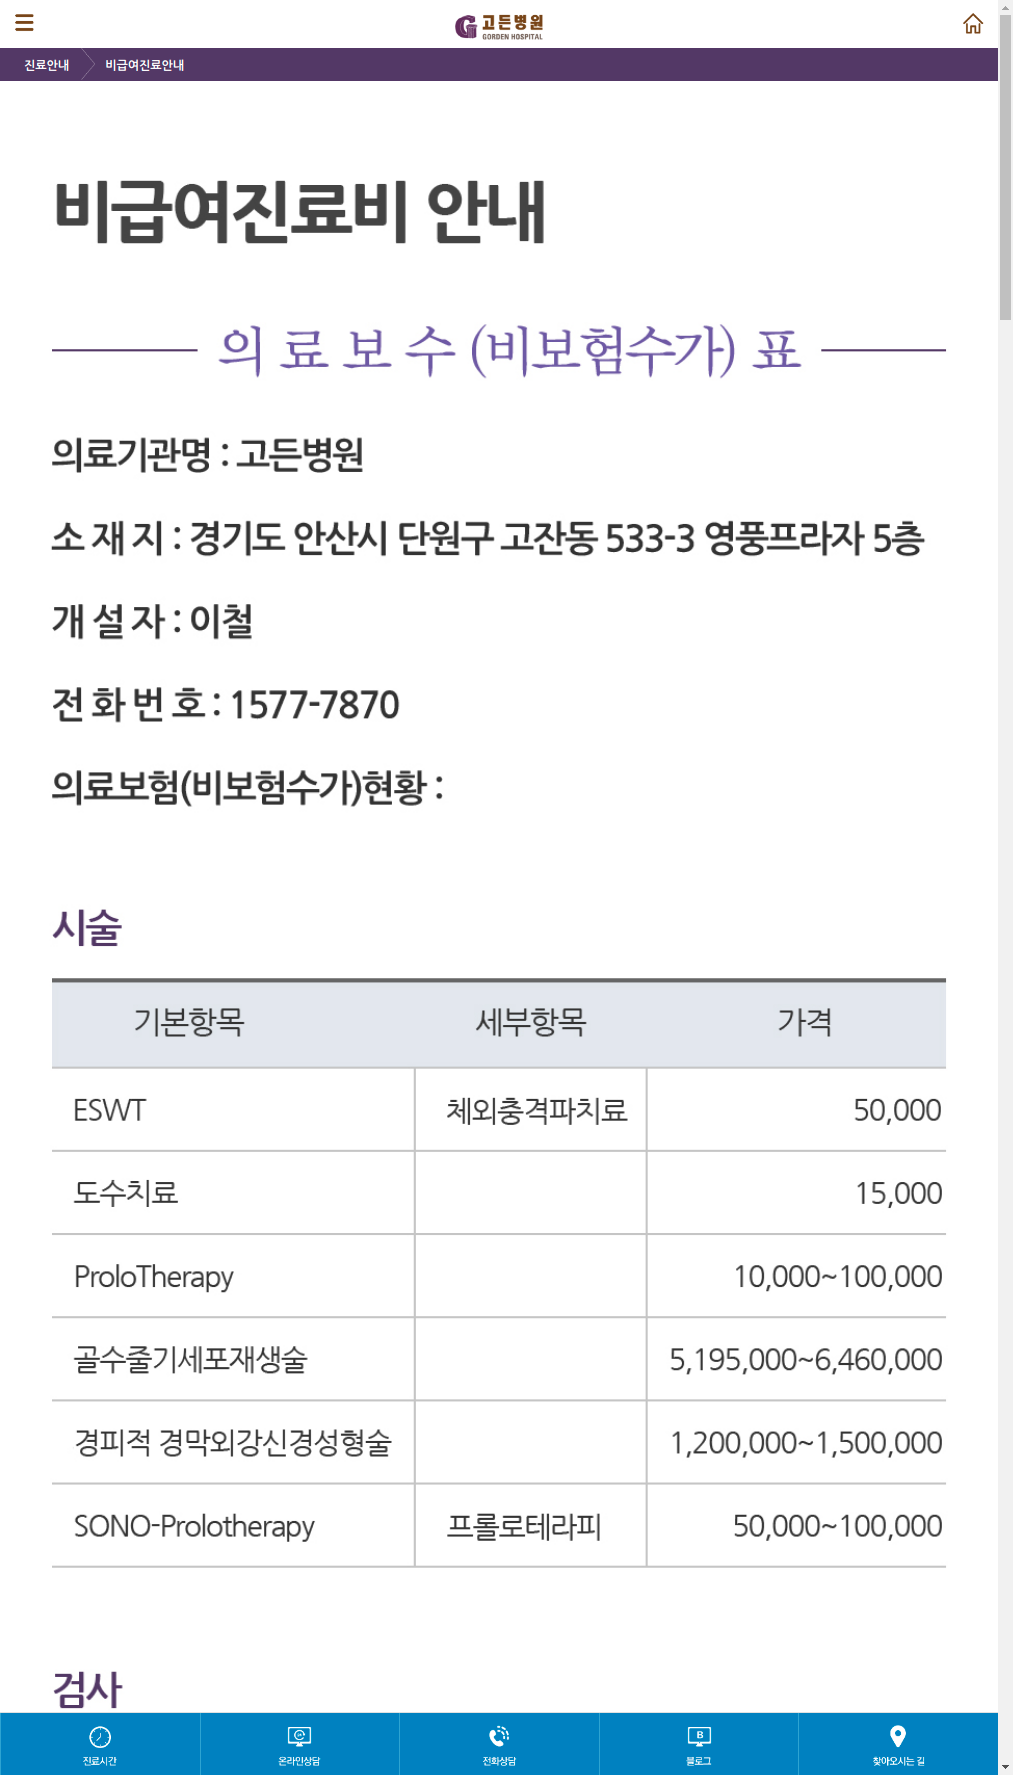 고든병원
GORDEN HOSPITAL
진료안내 비급여진료안내
비급여진료비 안내
의 료 보 수 (비보험수가) 표
의료기관명 : 고든병원
소 재 지 : 경기도 안산시 단원구 고잔동 533-3 영풍프라자 5층
개 설 자 : 이철
전 화 번 호 : 1577-7870
의료보험(비보험수가)현황 :
시술
기본항목 세부항목 가격
ESWT 체외충격파치료 50,000
도수치료 15,000
ProloTherapy 10,000~100,000
골수줄기세포재생술 5,195,000~6,460,000
경피적 경막외강신경성형술 1,200,000~1,500,000
SONO-Prolotherapy 프롤로테라피 50,000~100,000
검사
진료시간 온라인상담 전화상담 블로그 찾아오시는 길